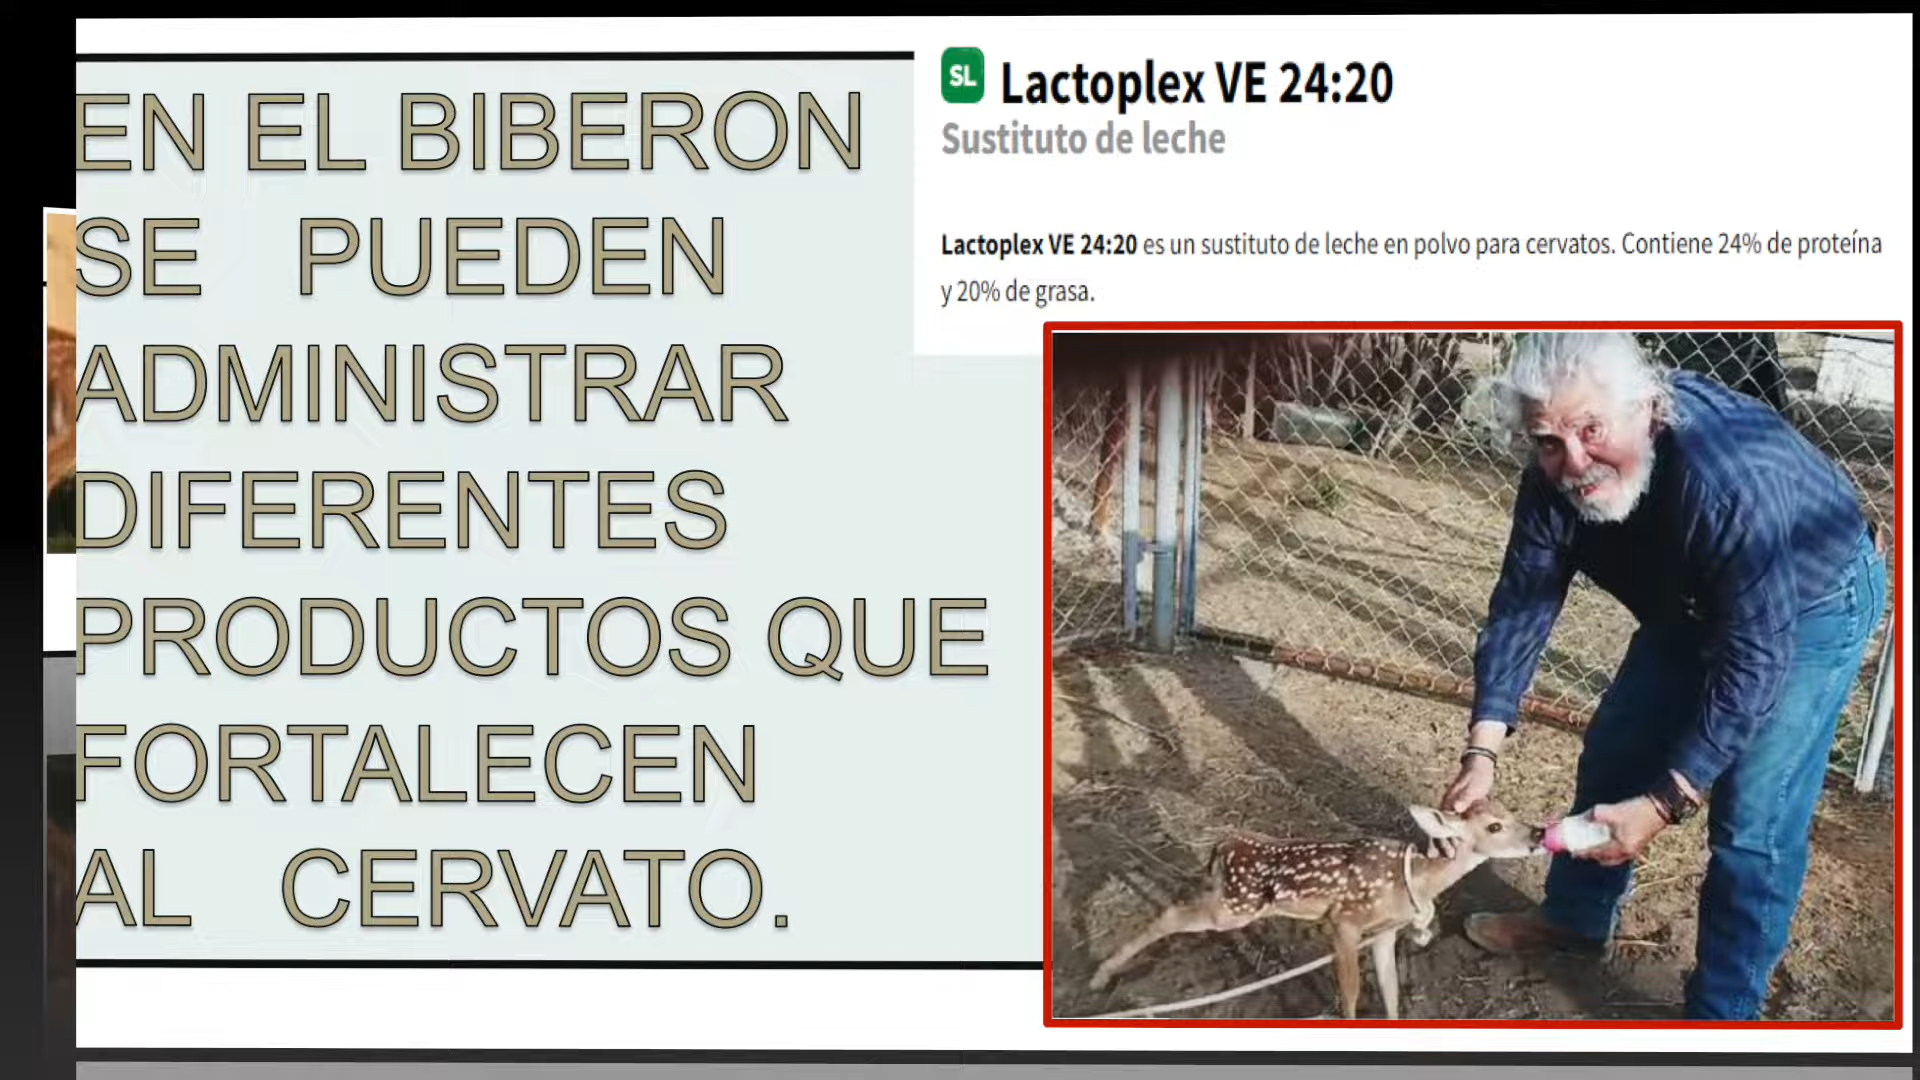 EN EL BIBERON
SE PUEDEN
ADMINISTRAR
DIFERENTES
PRODUCTOS QUE
FORTALECEN
AL CERVATO.
SL
Lactoplex VE 24:20
Sustituto de leche
Lactoplex VE 24:20 es un sustituto de leche en polvo para cervatos. Contiene 24% de proteína
y 20% de grasa.